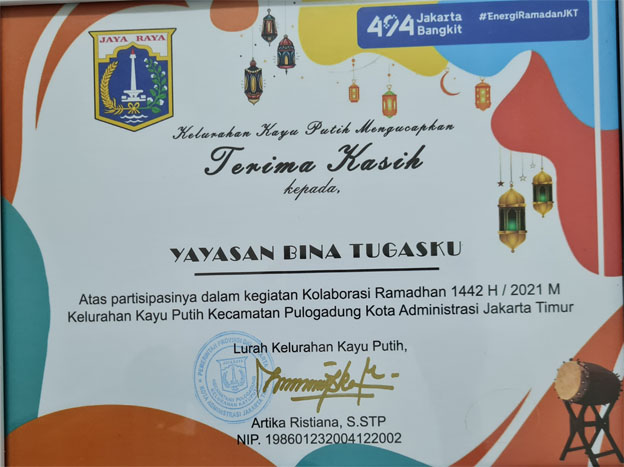 JAYA RAYA
494 Jakarta Bangkit
#EnergiRamadanJKT
Kelurahan Kayu Putih Mengucapkan
Terima Kasih
kepada,
YAYASAN BINA TUGASKU
Atas partisipasinya dalam kegiatan Kolaborasi Ramadhan 1442 H / 2021 M
Kelurahan Kayu Putih Kecamatan Pulogadung Kota Administrasi Jakarta Timur
Lurah Kelurahan Kayu Putih,
Artika Ristiana, S.STP
NIP. 198601232004122002